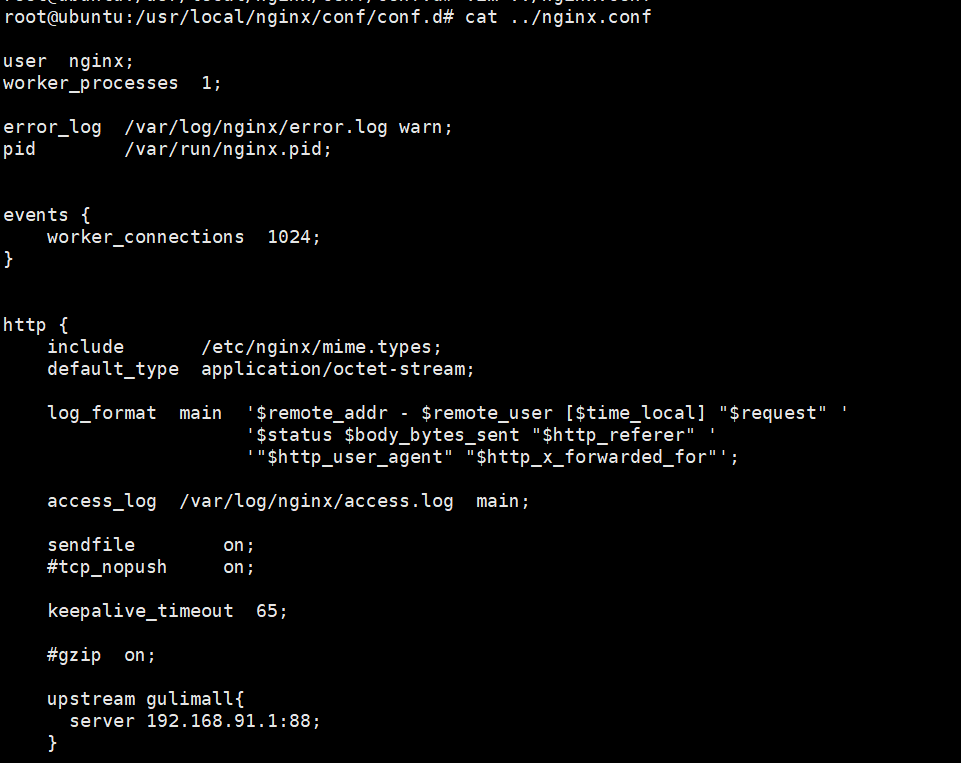 root@ubuntu:/usr/local/nginx/conf/conf.d# cat ../nginx.conf
user  nginx;
worker_processes  1;
error_log  /var/log/nginx/error.log warn;
pid        /var/run/nginx.pid;
events {
    worker_connections  1024;
}
http {
    include       /etc/nginx/mime.types;
    default_type  application/octet-stream;
    log_format  main  '$remote_addr - $remote_user [$time_local] "$request" '
                      '$status $body_bytes_sent "$http_referer" '
                      '"$http_user_agent" "$http_x_forwarded_for"';
    access_log  /var/log/nginx/access.log  main;
    sendfile        on;
    #tcp_nopush     on;
    keepalive_timeout  65;
    #gzip  on;
    upstream gulimall{
      server 192.168.91.1:88;
    }